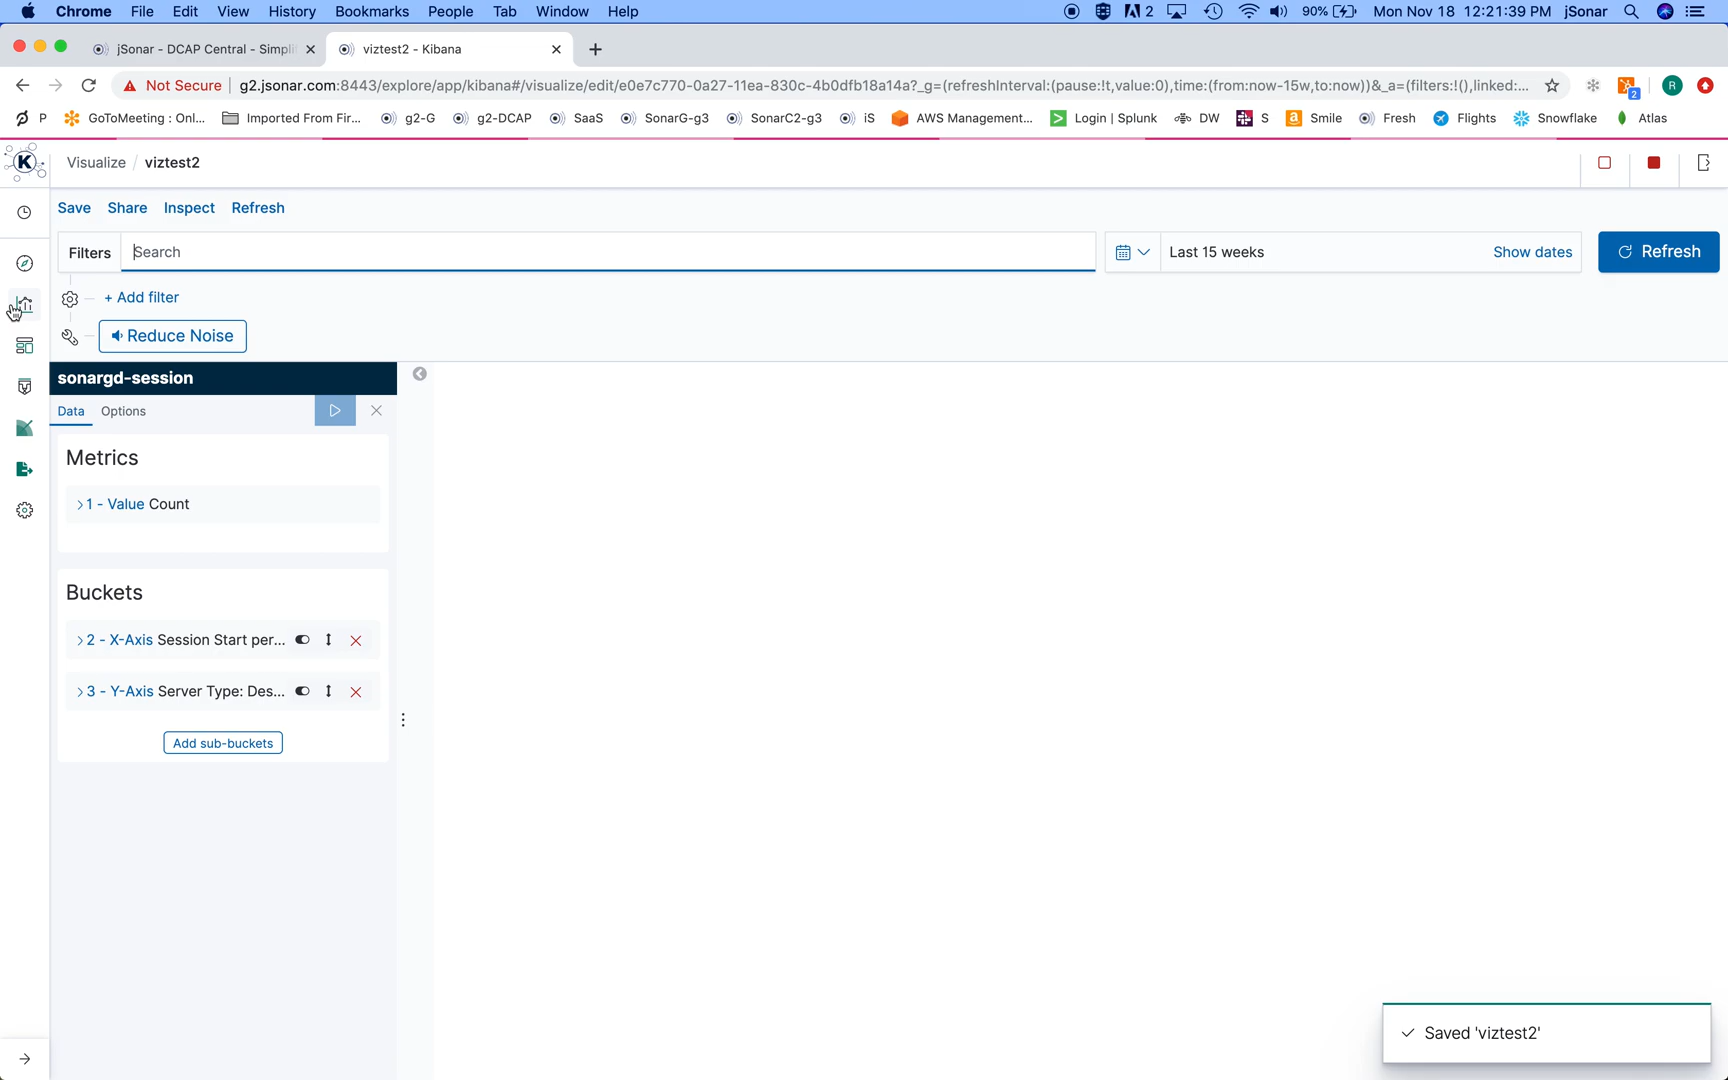 Chrome File Edit View History Bookmarks People Tab Window Help 2 90% Mon Nov 18 12:21:39 PM jSonar
jSonar - DCAP Central - Simpli viztest2 - Kibana
Not Secure g2.jsonar.com:8443/explore/app/kibana#/visualize/edit/e0e7c770-0a27-11ea-830c-4b0dfb18a14a?_g=(refreshInterval:(pause:!t,value:0),time:(from:now-15w,to:now))&_a=(filters:!(),linked:... 2 R
P GoToMeeting : Onl... Imported From Fir... g2-G g2-DCAP SaaS SonarG-g3 SonarC2-g3 iS AWS Management... Login | Splunk DW S Smile Fresh Flights Snowflake Atlas
K Visualize / viztest2
Save Share Inspect Refresh
Filters Search Last 15 weeks Show dates Refresh
+ Add filter
Reduce Noise
sonargd-session
Data Options
Metrics
1 - Value Count
Buckets
2 - X-Axis Session Start per...
3 - Y-Axis Server Type: Des...
Add sub-buckets
Saved 'viztest2'